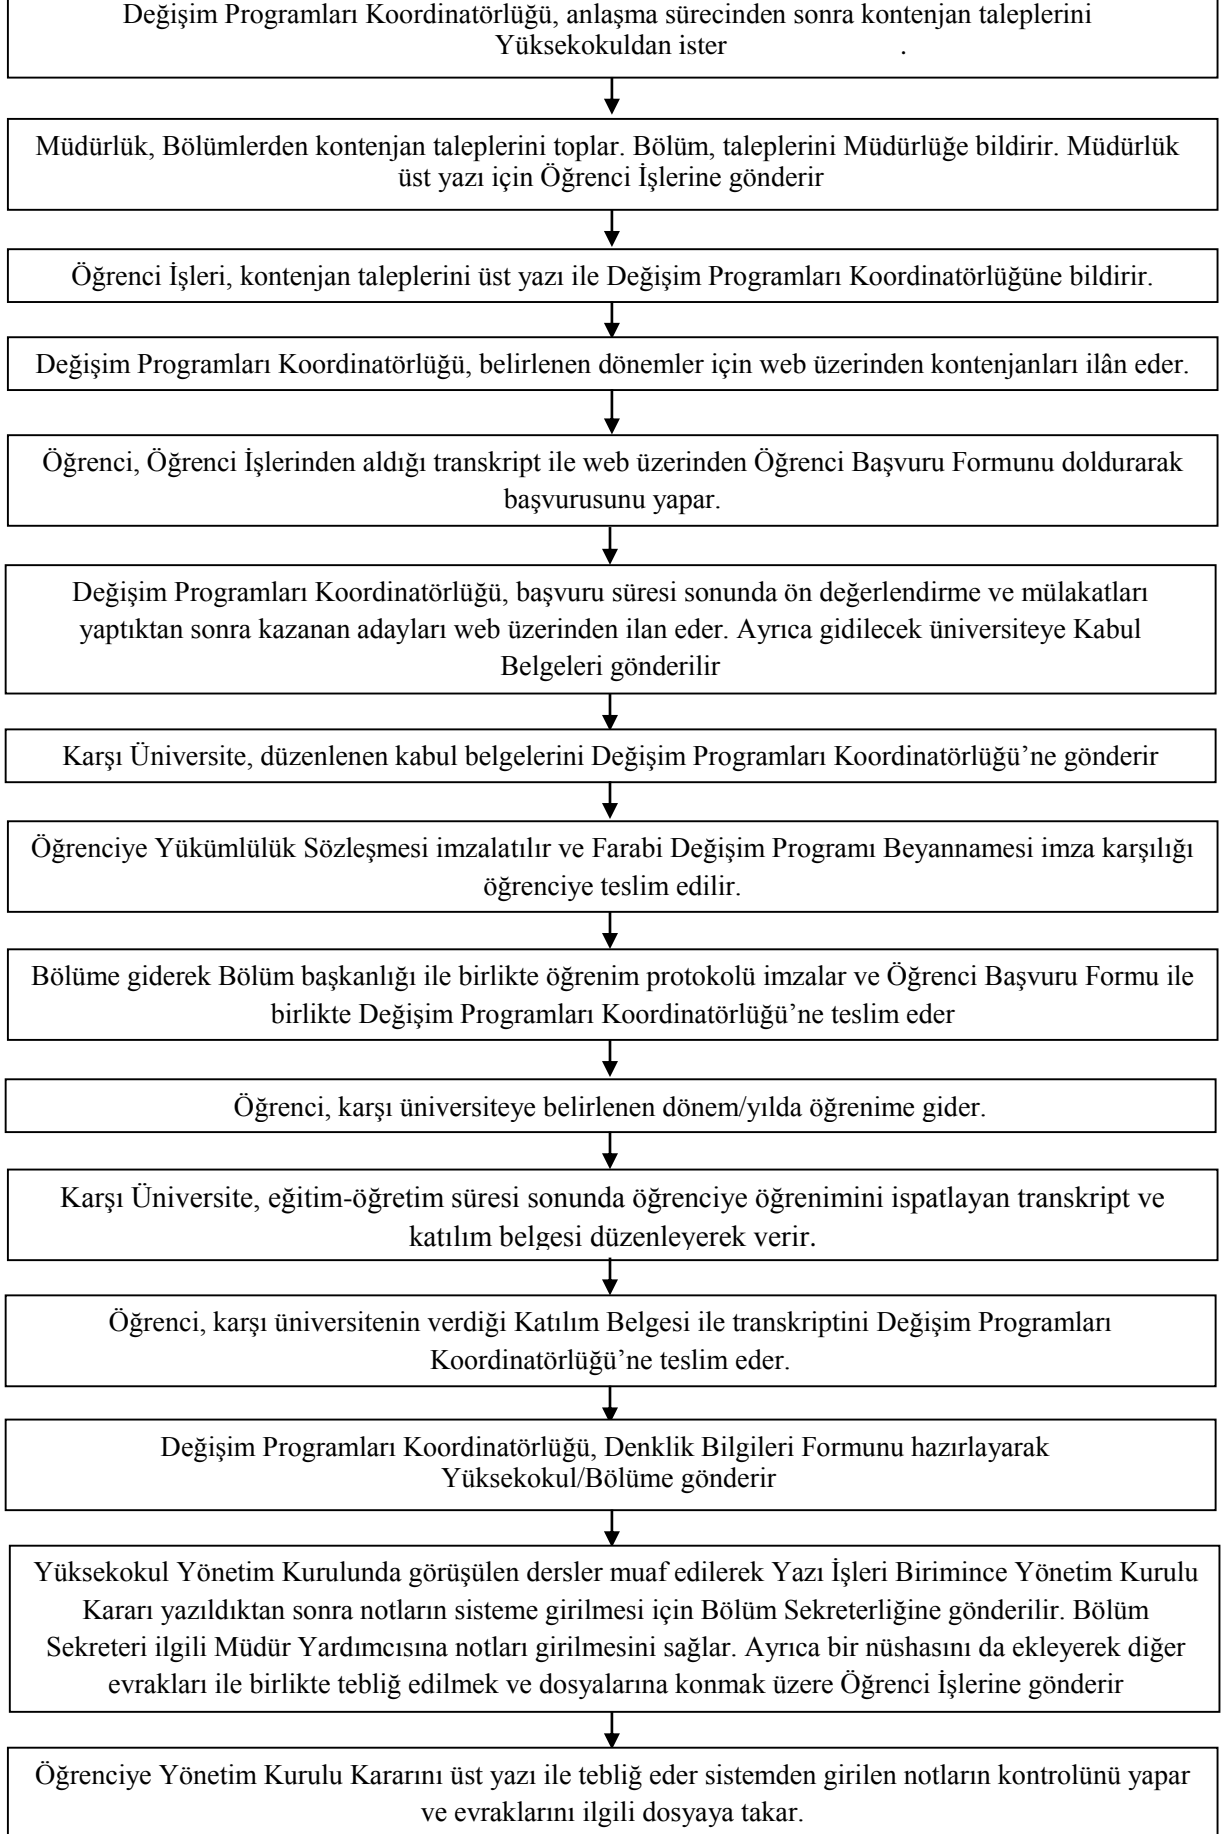 Değişim Programları Koordinatörlüğü, anlaşma sürecinden sonra kontenjan taleplerini
Yüksekokuldan ister .
Müdürlük, Bölümlerden kontenjan taleplerini toplar. Bölüm, taleplerini Müdürlüğe bildirir. Müdürlük
üst yazı için Öğrenci İşlerine gönderir
Öğrenci İşleri, kontenjan taleplerini üst yazı ile Değişim Programları Koordinatörlüğüne bildirir.
Değişim Programları Koordinatörlüğü, belirlenen dönemler için web üzerinden kontenjanları ilân eder.
Öğrenci, Öğrenci İşlerinden aldığı transkript ile web üzerinden Öğrenci Başvuru Formunu doldurarak
başvurusunu yapar.
Değişim Programları Koordinatörlüğü, başvuru süresi sonunda ön değerlendirme ve mülakatları
yaptıktan sonra kazanan adayları web üzerinden ilan eder. Ayrıca gidilecek üniversiteye Kabul
Belgeleri gönderilir
Karşı Üniversite, düzenlenen kabul belgelerini Değişim Programları Koordinatörlüğü’ne gönderir
Öğrenciye Yükümlülük Sözleşmesi imzalatılır ve Farabi Değişim Programı Beyannamesi imza karşılığı
öğrenciye teslim edilir.
Bölüme giderek Bölüm başkanlığı ile birlikte öğrenim protokolü imzalar ve Öğrenci Başvuru Formu ile
birlikte Değişim Programları Koordinatörlüğü’ne teslim eder
Öğrenci, karşı üniversiteye belirlenen dönem/yılda öğrenime gider.
Karşı Üniversite, eğitim-öğretim süresi sonunda öğrenciye öğrenimini ispatlayan transkript ve
katılım belgesi düzenleyerek verir.
Öğrenci, karşı üniversitenin verdiği Katılım Belgesi ile transkriptini Değişim Programları
Koordinatörlüğü’ne teslim eder.
Değişim Programları Koordinatörlüğü, Denklik Bilgileri Formunu hazırlayarak
Yüksekokul/Bölüme gönderir
Yüksekokul Yönetim Kurulunda görüşülen dersler muaf edilerek Yazı İşleri Birimince Yönetim Kurulu
Kararı yazıldıktan sonra notların sisteme girilmesi için Bölüm Sekreterliğine gönderilir. Bölüm
Sekreteri ilgili Müdür Yardımcısına notları girilmesini sağlar. Ayrıca bir nüshasını da ekleyerek diğer
evrakları ile birlikte tebliğ edilmek ve dosyalarına konmak üzere Öğrenci İşlerine gönderir
Öğrenciye Yönetim Kurulu Kararını üst yazı ile tebliğ eder sistemden girilen notların kontrolünü yapar
ve evraklarını ilgili dosyaya takar.